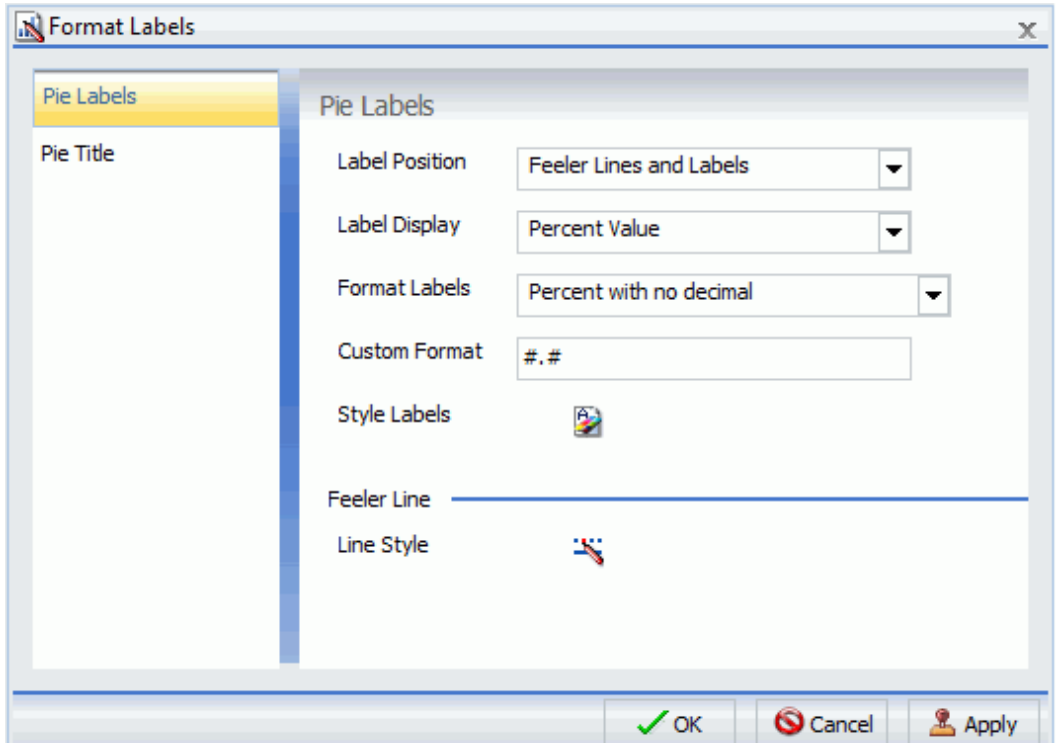 Format Labels
x
Pie Labels
Pie Title
Pie Labels
Label Position Feeler Lines and Labels
Label Display Percent Value
Format Labels Percent with no decimal
Custom Format #.#
Style Labels
Feeler Line
Line Style
OK Cancel Apply